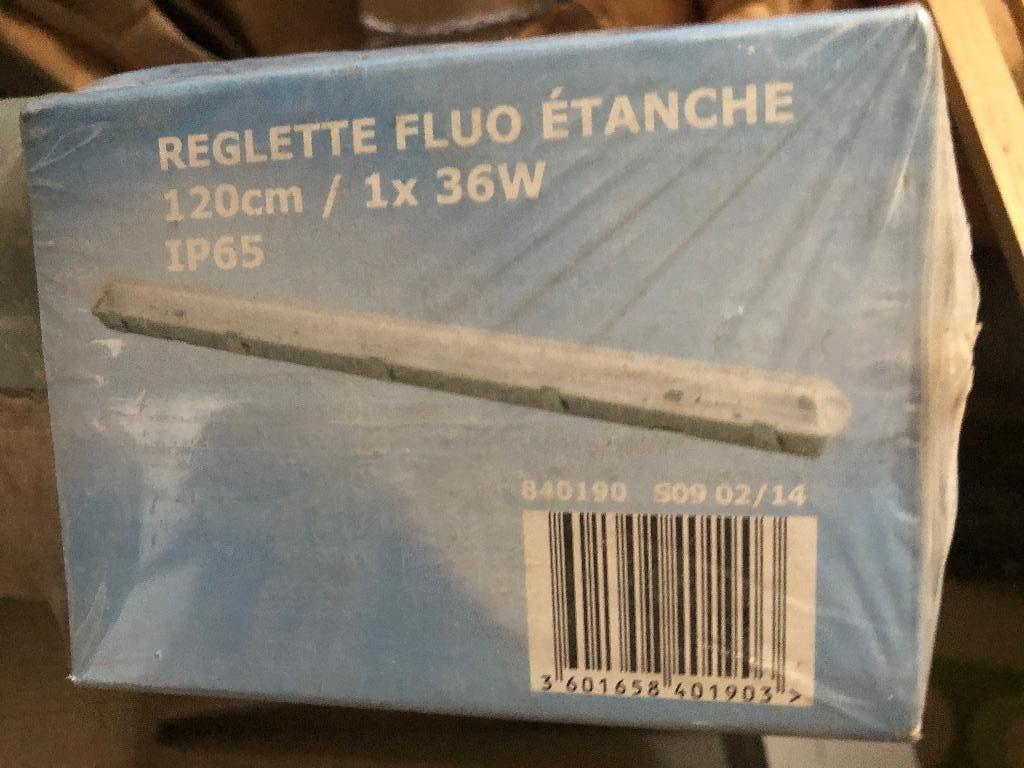 REGLETTE FLUO ÉTANCHE
120cm / 1x 36W
IP65
840190 S09 02/14
3 601658 401903 >